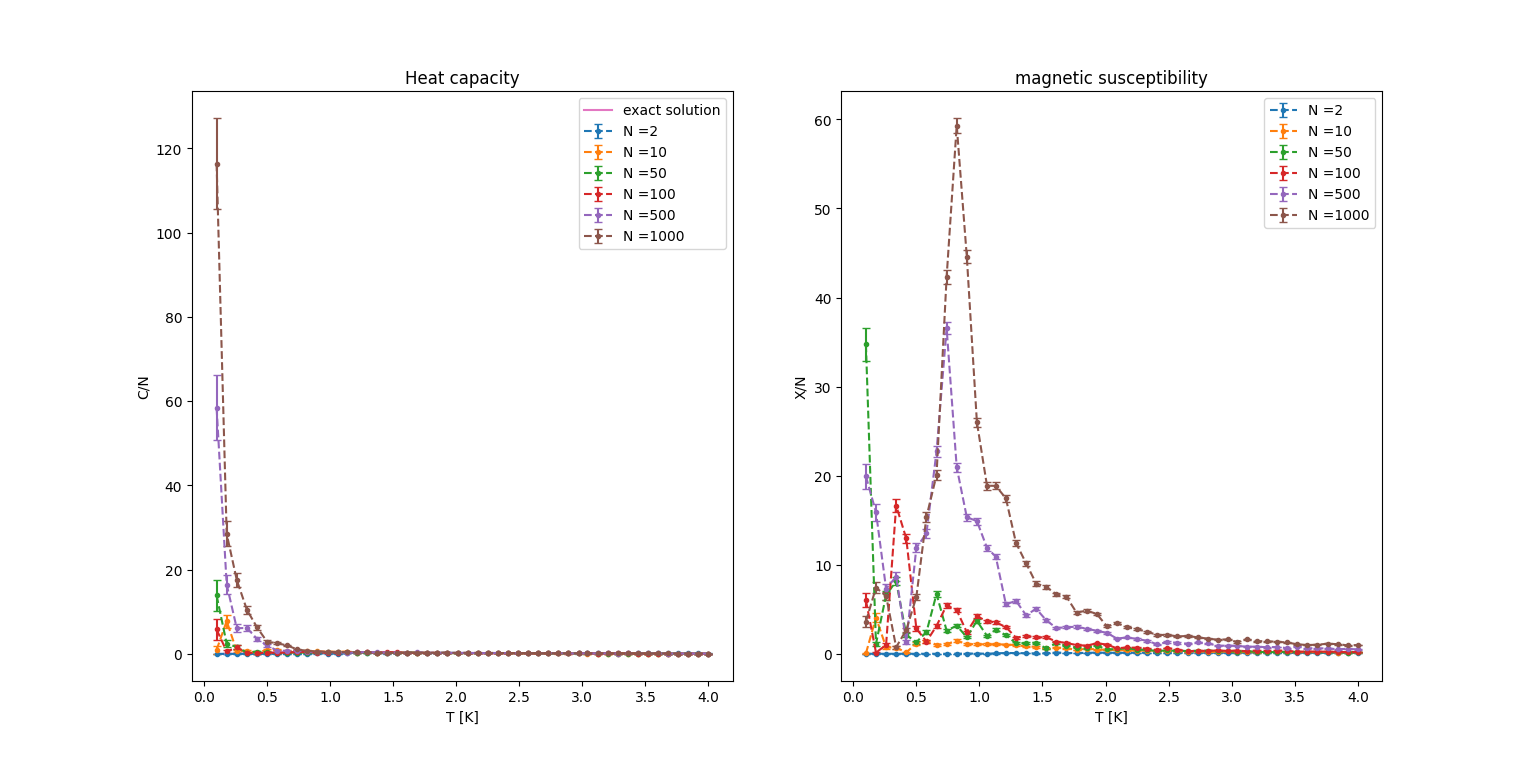 Heat capacity
C/N
120
100
80
60
40
20
0
0.0 0.5 1.0 1.5 2.0 2.5 3.0 3.5 4.0
T [K]
exact solution
N =2
N =10
N =50
N =100
N =500
N =1000
magnetic susceptibility
X/N
60
50
40
30
20
10
0
0.0 0.5 1.0 1.5 2.0 2.5 3.0 3.5 4.0
T [K]
N =2
N =10
N =50
N =100
N =500
N =1000